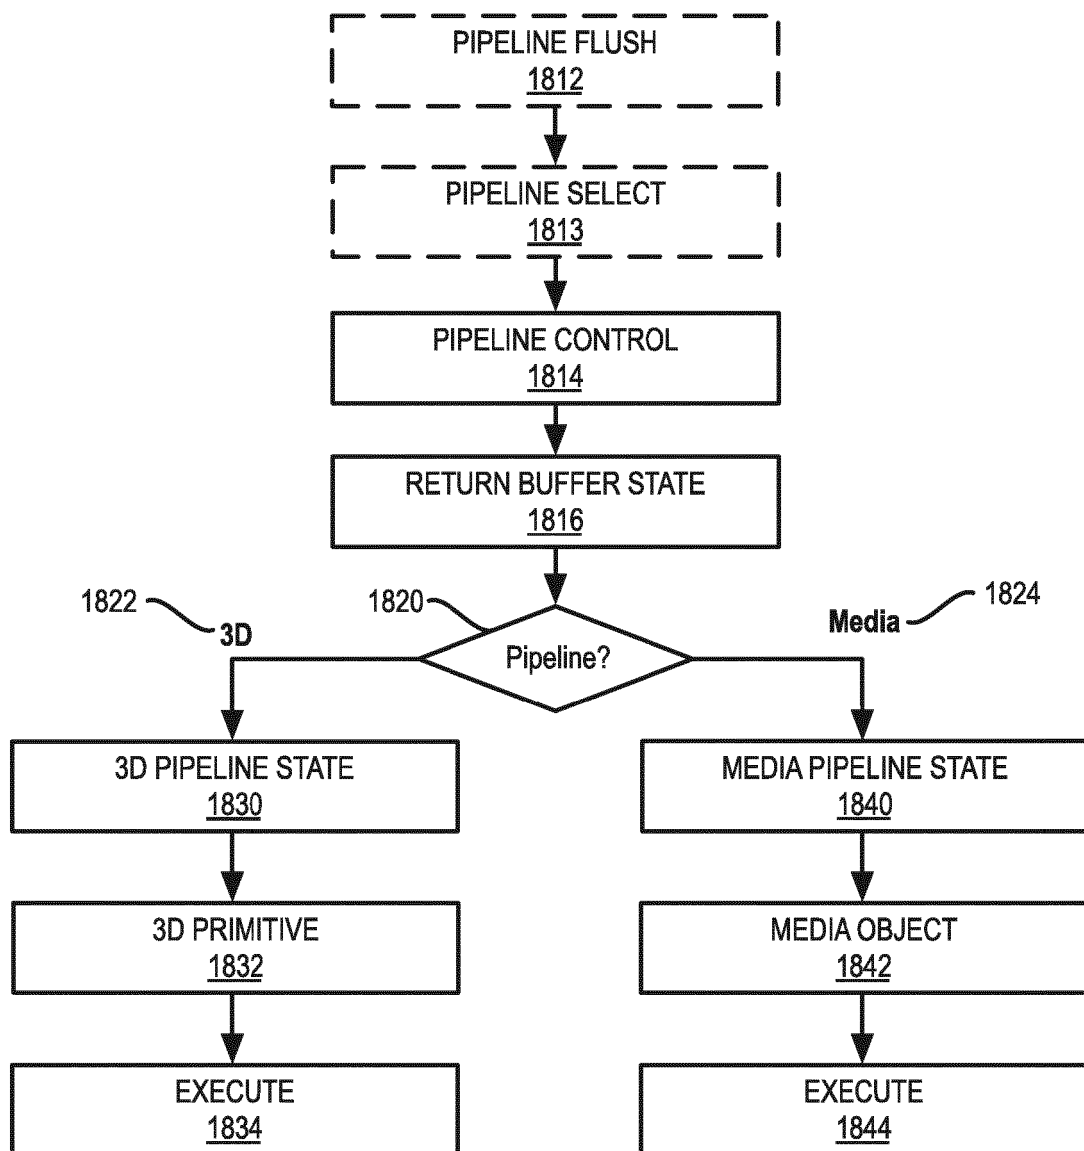 PIPELINE FLUSH
1812
PIPELINE SELECT
1813
PIPELINE CONTROL
1814
RETURN BUFFER STATE
1816
1822
3D
1820
Pipeline?
Media
1824
3D PIPELINE STATE
1830
MEDIA PIPELINE STATE
1840
3D PRIMITIVE
1832
MEDIA OBJECT
1842
EXECUTE
1834
EXECUTE
1844